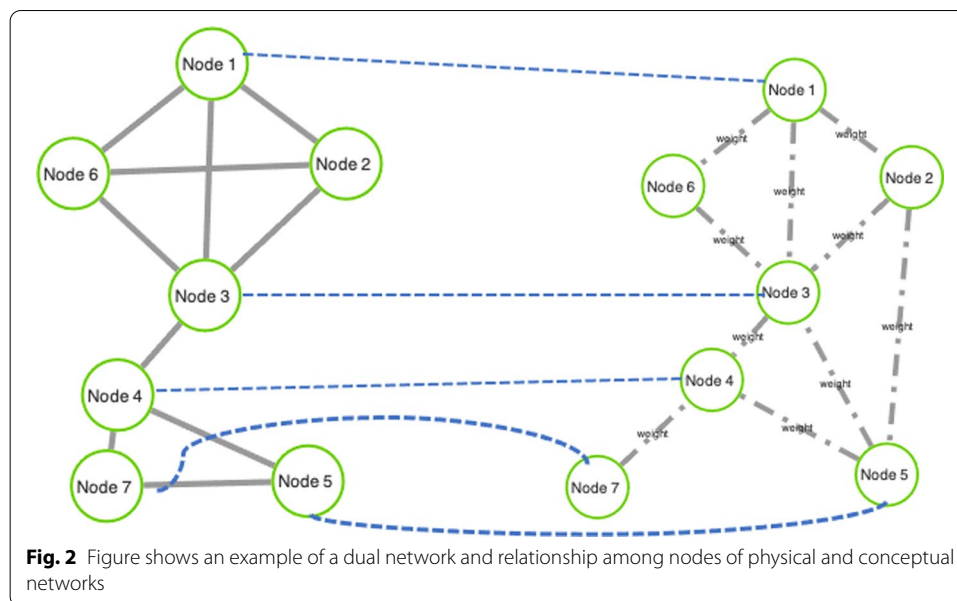 Node 1
Node 1
weight
weight
Node 6
Node 2
Node 6
Node 2
weight
weight
weight
Node 3
Node 3
weight
weight
Node 4
Node 4
weight
weight
weight
Node 7
Node 5
Node 7
Node 5
Fig. 2 Figure shows an example of a dual network and relationship among nodes of physical and conceptual
networks